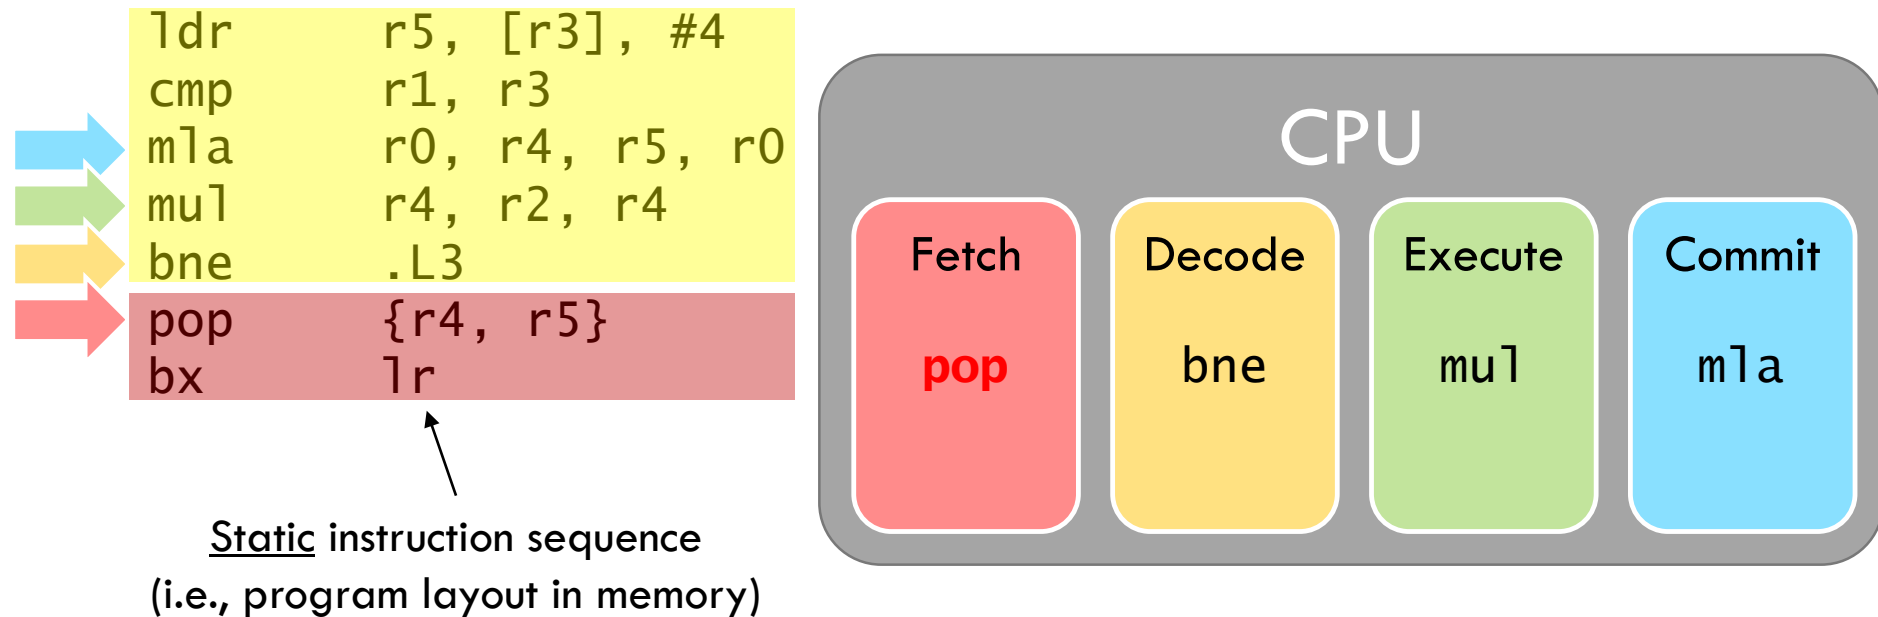 ldr r5, [r3], #4
cmp r1, r3
mla r0, r4, r5, r0
mul r4, r2, r4
bne .L3
pop {r4, r5}
bx lr
Static instruction sequence
(i.e., program layout in memory)
CPU
Fetch Decode Execute Commit
pop bne mul mla